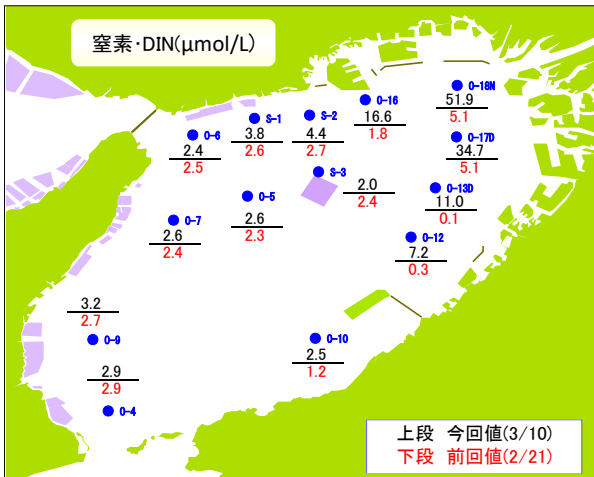 窒素・DIN(μmol/L)
O-18N
51.9
5.1
O-16
16.6
1.8
S-1
3.8
2.6
S-2
4.4
2.7
O-6
2.4
2.5
O-17D
34.7
5.1
S-3
2.0
2.4
O-13D
11.0
0.1
O-5
2.6
2.3
O-7
2.6
2.4
O-12
7.2
0.3
3.2
2.7
O-9
O-10
2.5
1.2
2.9
2.9
O-4
上段 今回値(3/10)
下段 前回値(2/21)